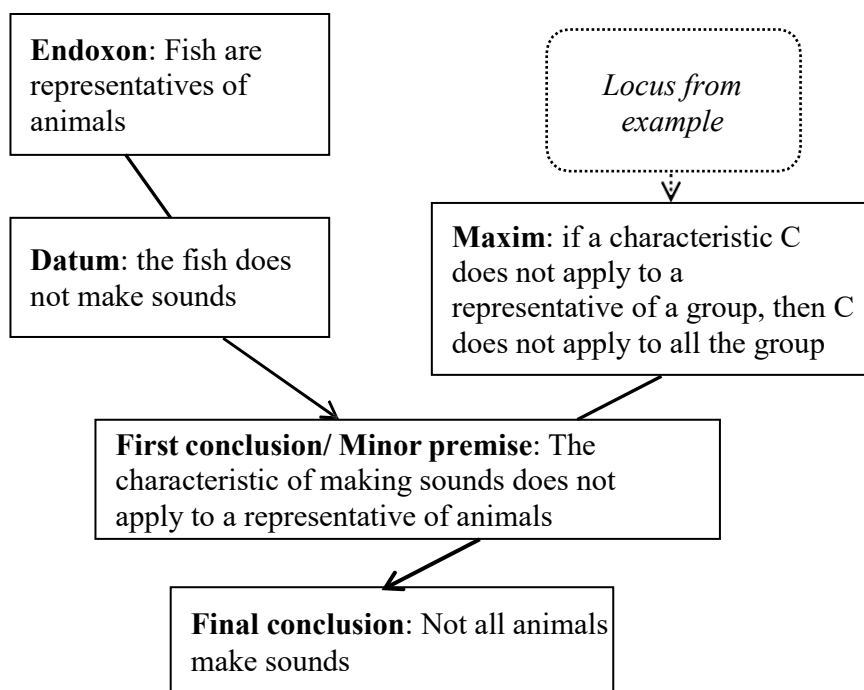 Endoxon: Fish are
representatives of
animals
Locus from
example
Datum: the fish does
not make sounds
Maxim: if a characteristic C
does not apply to a
representative of a group, then C
does not apply to all the group
First conclusion/ Minor premise: The
characteristic of making sounds does not
apply to a representative of animals
Final conclusion: Not all animals
make sounds